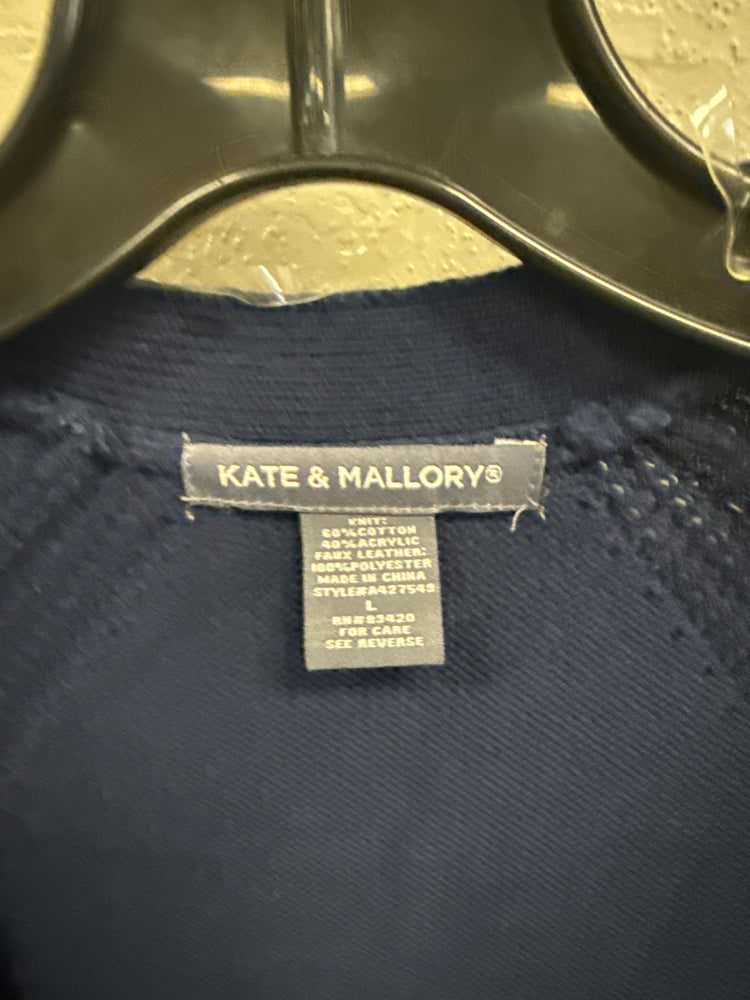 KATE & MALLORY®
KNIT:
60%COTTON
40%ACRYLIC
FAUX LEATHER:
100%POLYESTER
MADE IN CHINA
STYLE#A427549
L
RN#83420
FOR CARE
SEE REVERSE